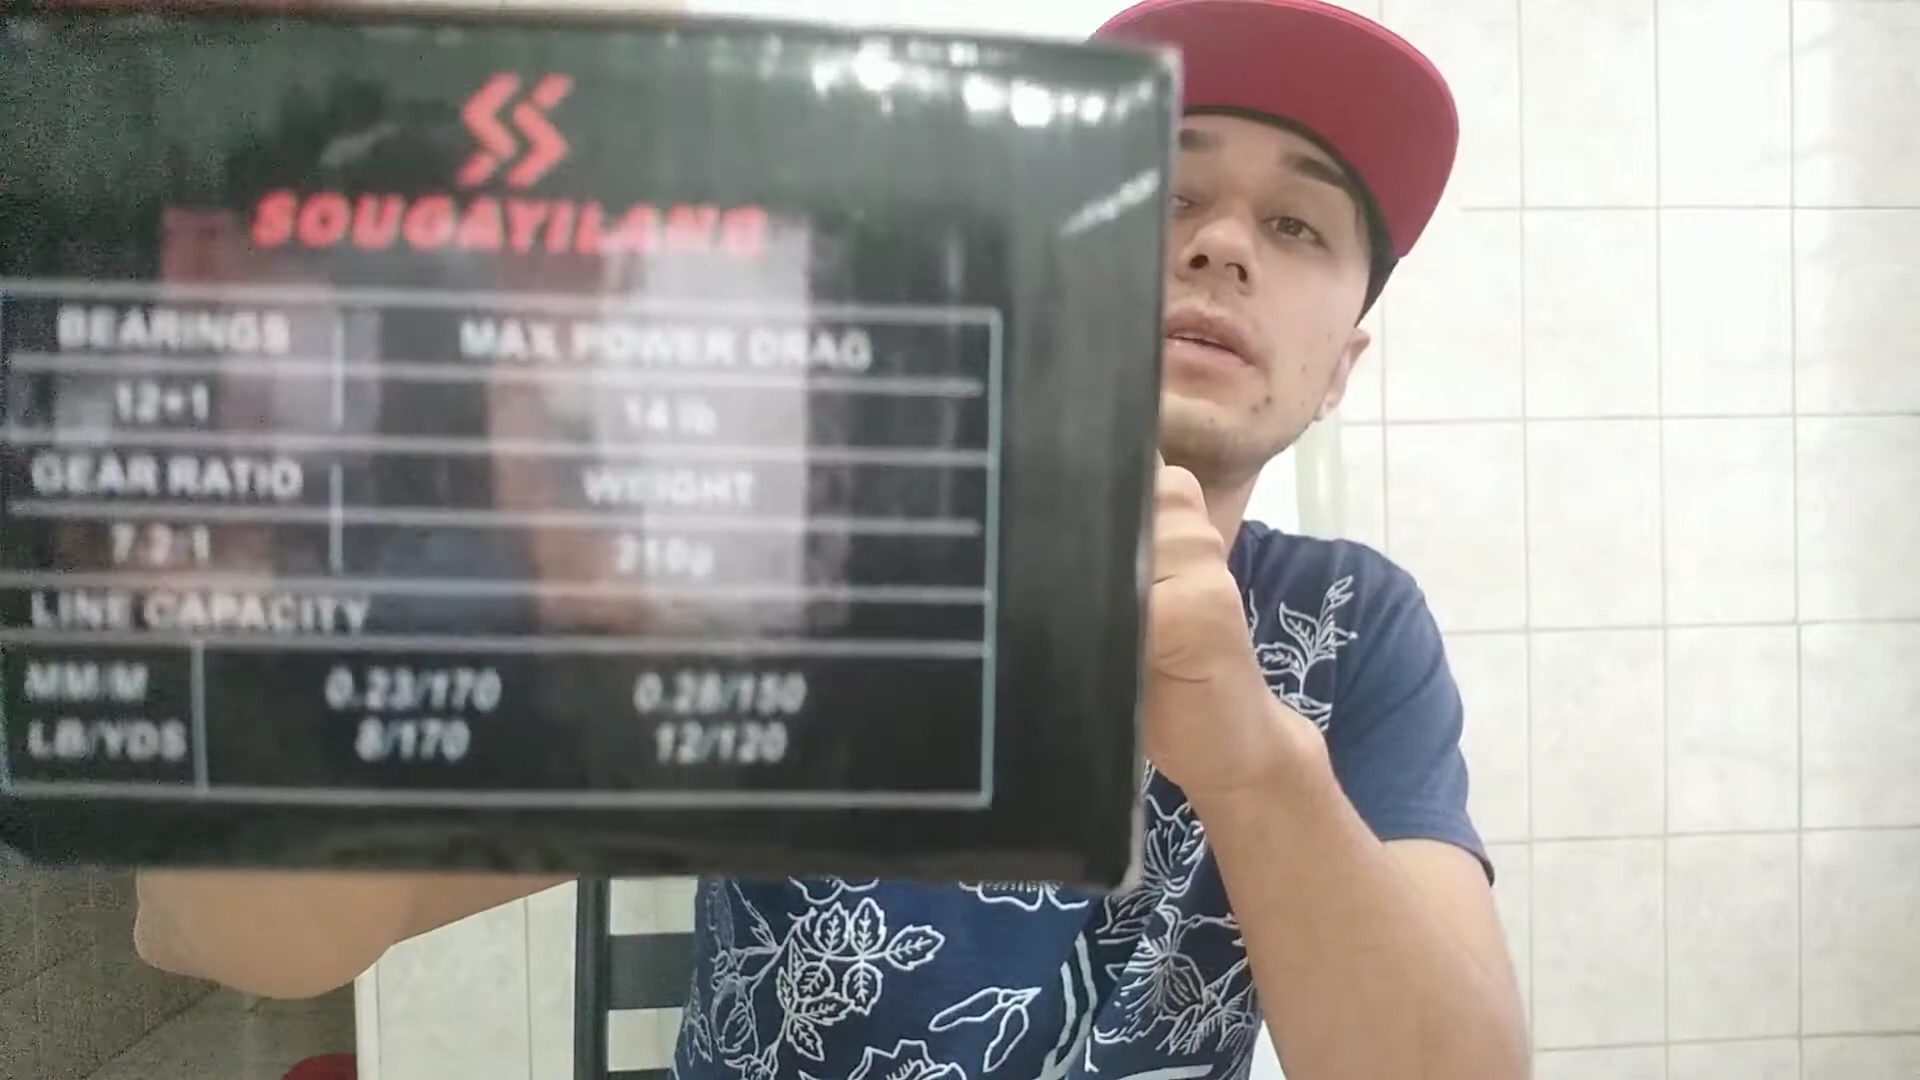 SOUGAYILANG
BEARINGS MAX POWER DRAG
12+1 14 lb
GEAR RATIO WEIGHT
7.2:1 210g
LINE CAPACITY
MM/M 0.23/170 0.28/150
LB/YDS 8/170 12/120